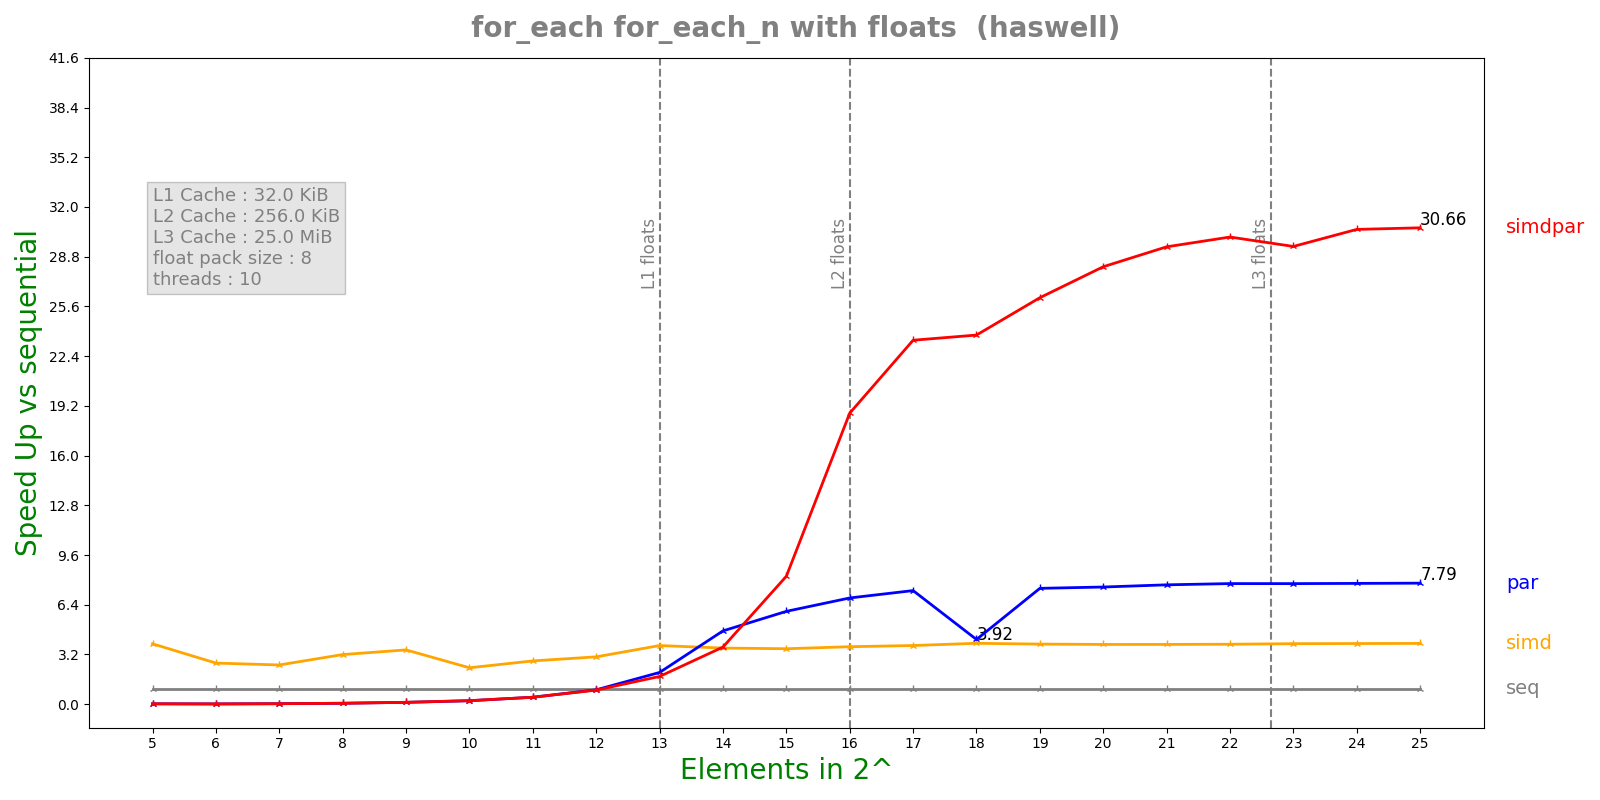 for_each for_each_n with floats (haswell)
Speed Up vs sequential
41.6
38.4
35.2
32.0
28.8
25.6
22.4
19.2
16.0
12.8
9.6
6.4
3.2
0.0
L1 Cache : 32.0 KiB
L2 Cache : 256.0 KiB
L3 Cache : 25.0 MiB
float pack size : 8
threads : 10
L1 floats
L2 floats
L3 floats
30.66
7.79
3.92
simdpar
par
simd
seq
5 6 7 8 9 10 11 12 13 14 15 16 17 18 19 20 21 22 23 24 25
Elements in 2^